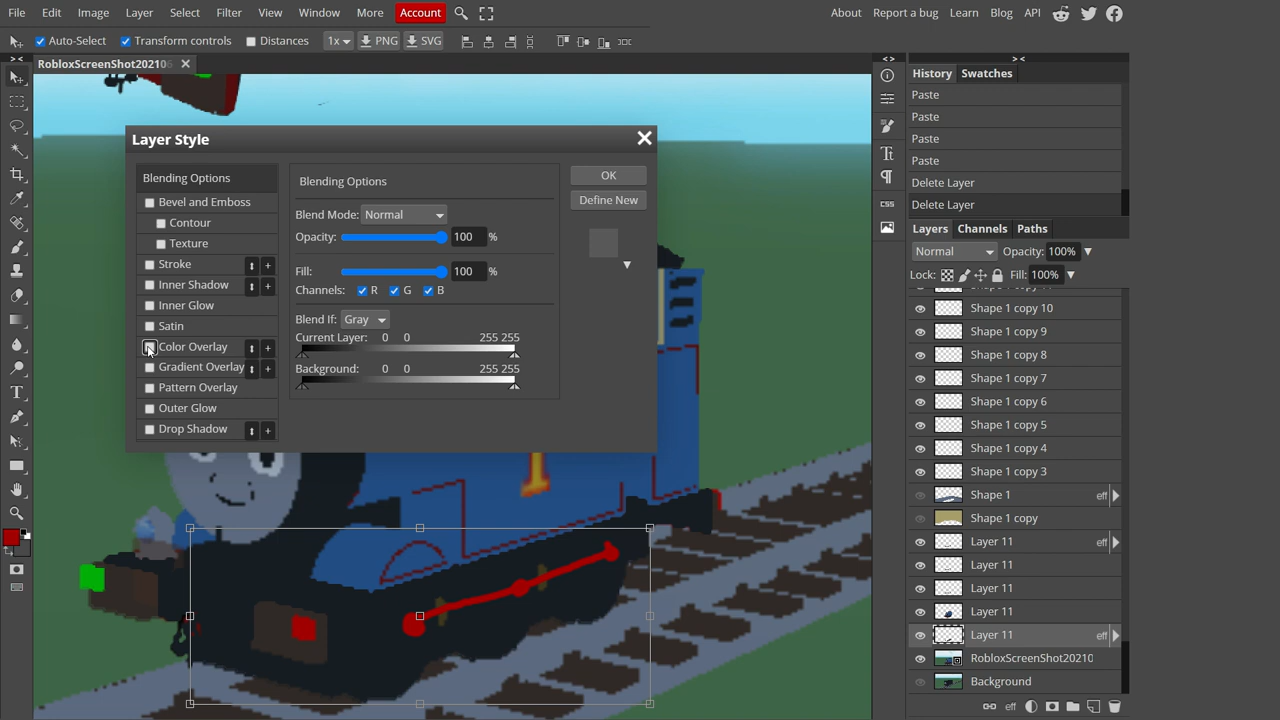 File Edit Image Layer Select Filter View Window More Account About Report a bug Learn Blog API
Auto-Select Transform controls Distances 1x PNG SVG
RobloxScreenShot202106
Layer Style
Blending Options
Bevel and Emboss
Contour
Texture
Stroke
Inner Shadow
Inner Glow
Satin
Color Overlay
Gradient Overlay
Pattern Overlay
Outer Glow
Drop Shadow
Blending Options
Blend Mode: Normal
Opacity: 100 %
Fill: 100 %
Channels: R G B
Blend If: Gray
Current Layer: 0 0 255 255
Background: 0 0 255 255
OK
Define New
CSS
History Swatches
Paste
Paste
Paste
Paste
Delete Layer
Delete Layer
Layers Channels Paths
Normal Opacity: 100%
Lock: Fill: 100%
Shape 1 copy 10
Shape 1 copy 9
Shape 1 copy 8
Shape 1 copy 7
Shape 1 copy 6
Shape 1 copy 5
Shape 1 copy 4
Shape 1 copy 3
Shape 1 eff
Shape 1 copy
Layer 11 eff
Layer 11
Layer 11
Layer 11
Layer 11 eff
RobloxScreenShot20210
Background
eff